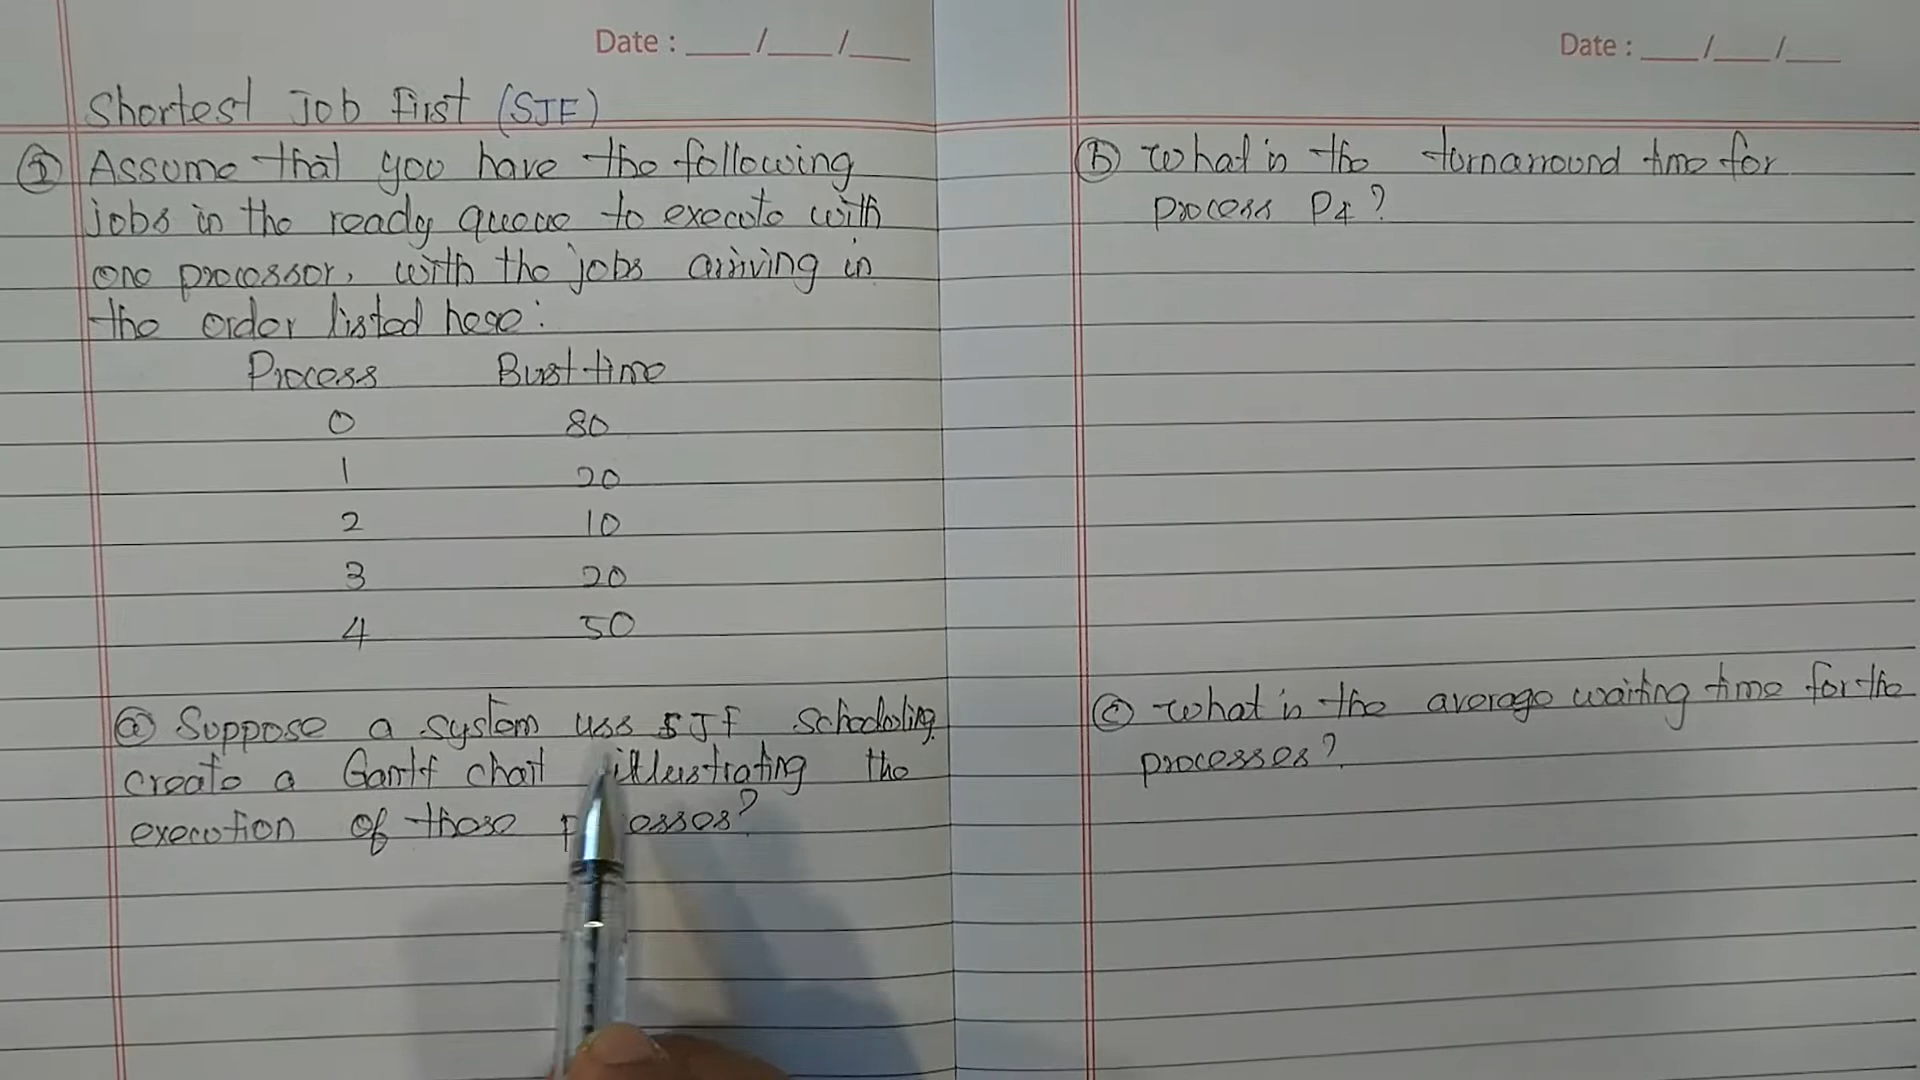 Date : ___/___/___
Shortest Job First (SJF)
① Assume that you have the following
jobs in the ready queue to execute with
one processor, with the jobs arriving in
the order listed here:
Process Burst time
0 80
1 20
2 10
3 20
4 50
ⓐ Suppose a system uses SJF scheduling
create a Gantt chart illustrating the
execution of these
Date : ___/___/___
ⓑ What is the turnarround time for
process P4?
ⓒ What is the average waiting time for the
processes?